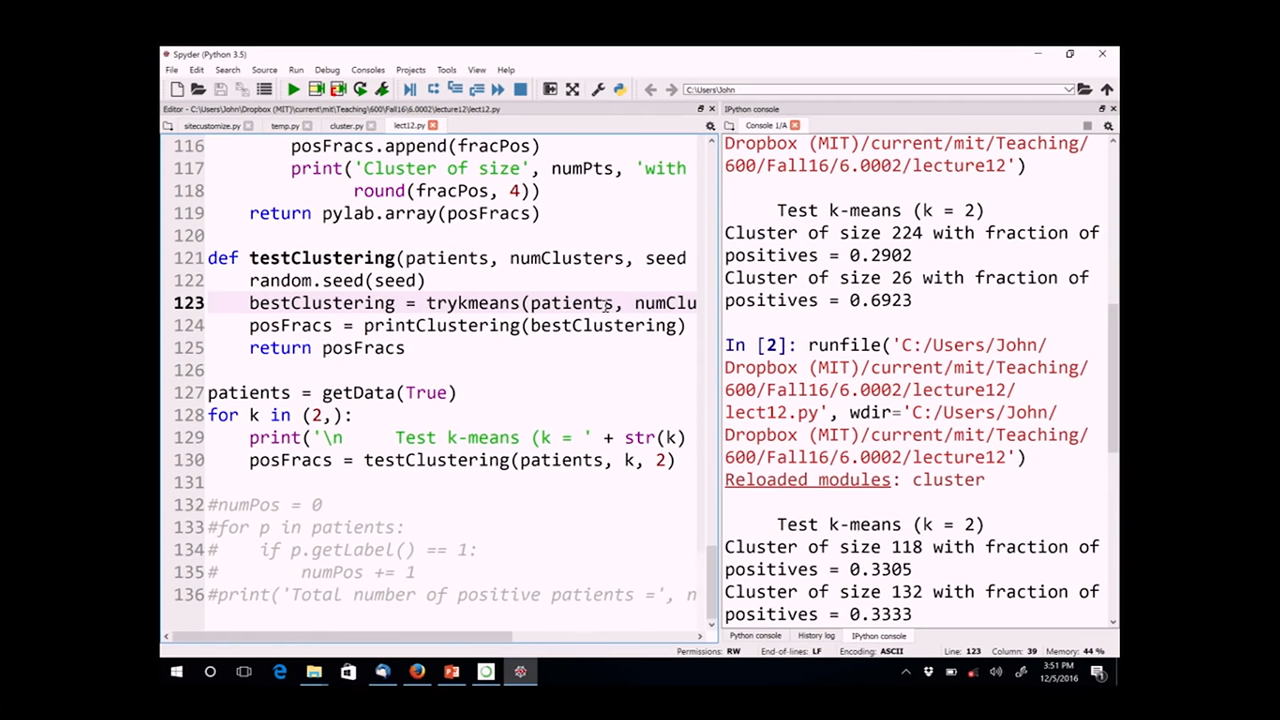 Spyder (Python 3.5)
File Edit Search Source Run Debug Consoles Projects Tools View Help
C:\Users\John
Editor - C:\Users\John\Dropbox (MIT)\current\mit\Teaching\600\Fall16\6.0002\lecture12\lect12.py
IPython console
sitecustomize.py temp.py cluster.py lect12.py
Console 1/A
116 posFracs.append(fracPos)
117 print('Cluster of size', numPts, 'with
118 round(fracPos, 4))
119 return pylab.array(posFracs)
120
121 def testClustering(patients, numClusters, seed
122 random.seed(seed)
123 bestClustering = trykmeans(patients, numClu
124 posFracs = printClustering(bestClustering)
125 return posFracs
126
127 patients = getData(True)
128 for k in (2,):
129 print('\n     Test k-means (k = ' + str(k)
130 posFracs = testClustering(patients, k, 2)
131
132 #numPos = 0
133 #for p in patients:
134 #    if p.getLabel() == 1:
135 #        numPos += 1
136 #print('Total number of positive patients =', n
Dropbox (MIT)/current/mit/Teaching/
600/Fall16/6.0002/lecture12')
Test k-means (k = 2)
Cluster of size 224 with fraction of
positives = 0.2902
Cluster of size 26 with fraction of
positives = 0.6923
In [2]: runfile('C:/Users/John/
Dropbox (MIT)/current/mit/Teaching/
600/Fall16/6.0002/lecture12/
lect12.py', wdir='C:/Users/John/
Dropbox (MIT)/current/mit/Teaching/
600/Fall16/6.0002/lecture12')
Reloaded modules: cluster
Test k-means (k = 2)
Cluster of size 118 with fraction of
positives = 0.3305
Cluster of size 132 with fraction of
positives = 0.3333
Python console History log IPython console
Permissions: RW End-of-lines: LF Encoding: ASCII Line: 123 Column: 39 Memory: 44 %
3:51 PM
12/5/2016